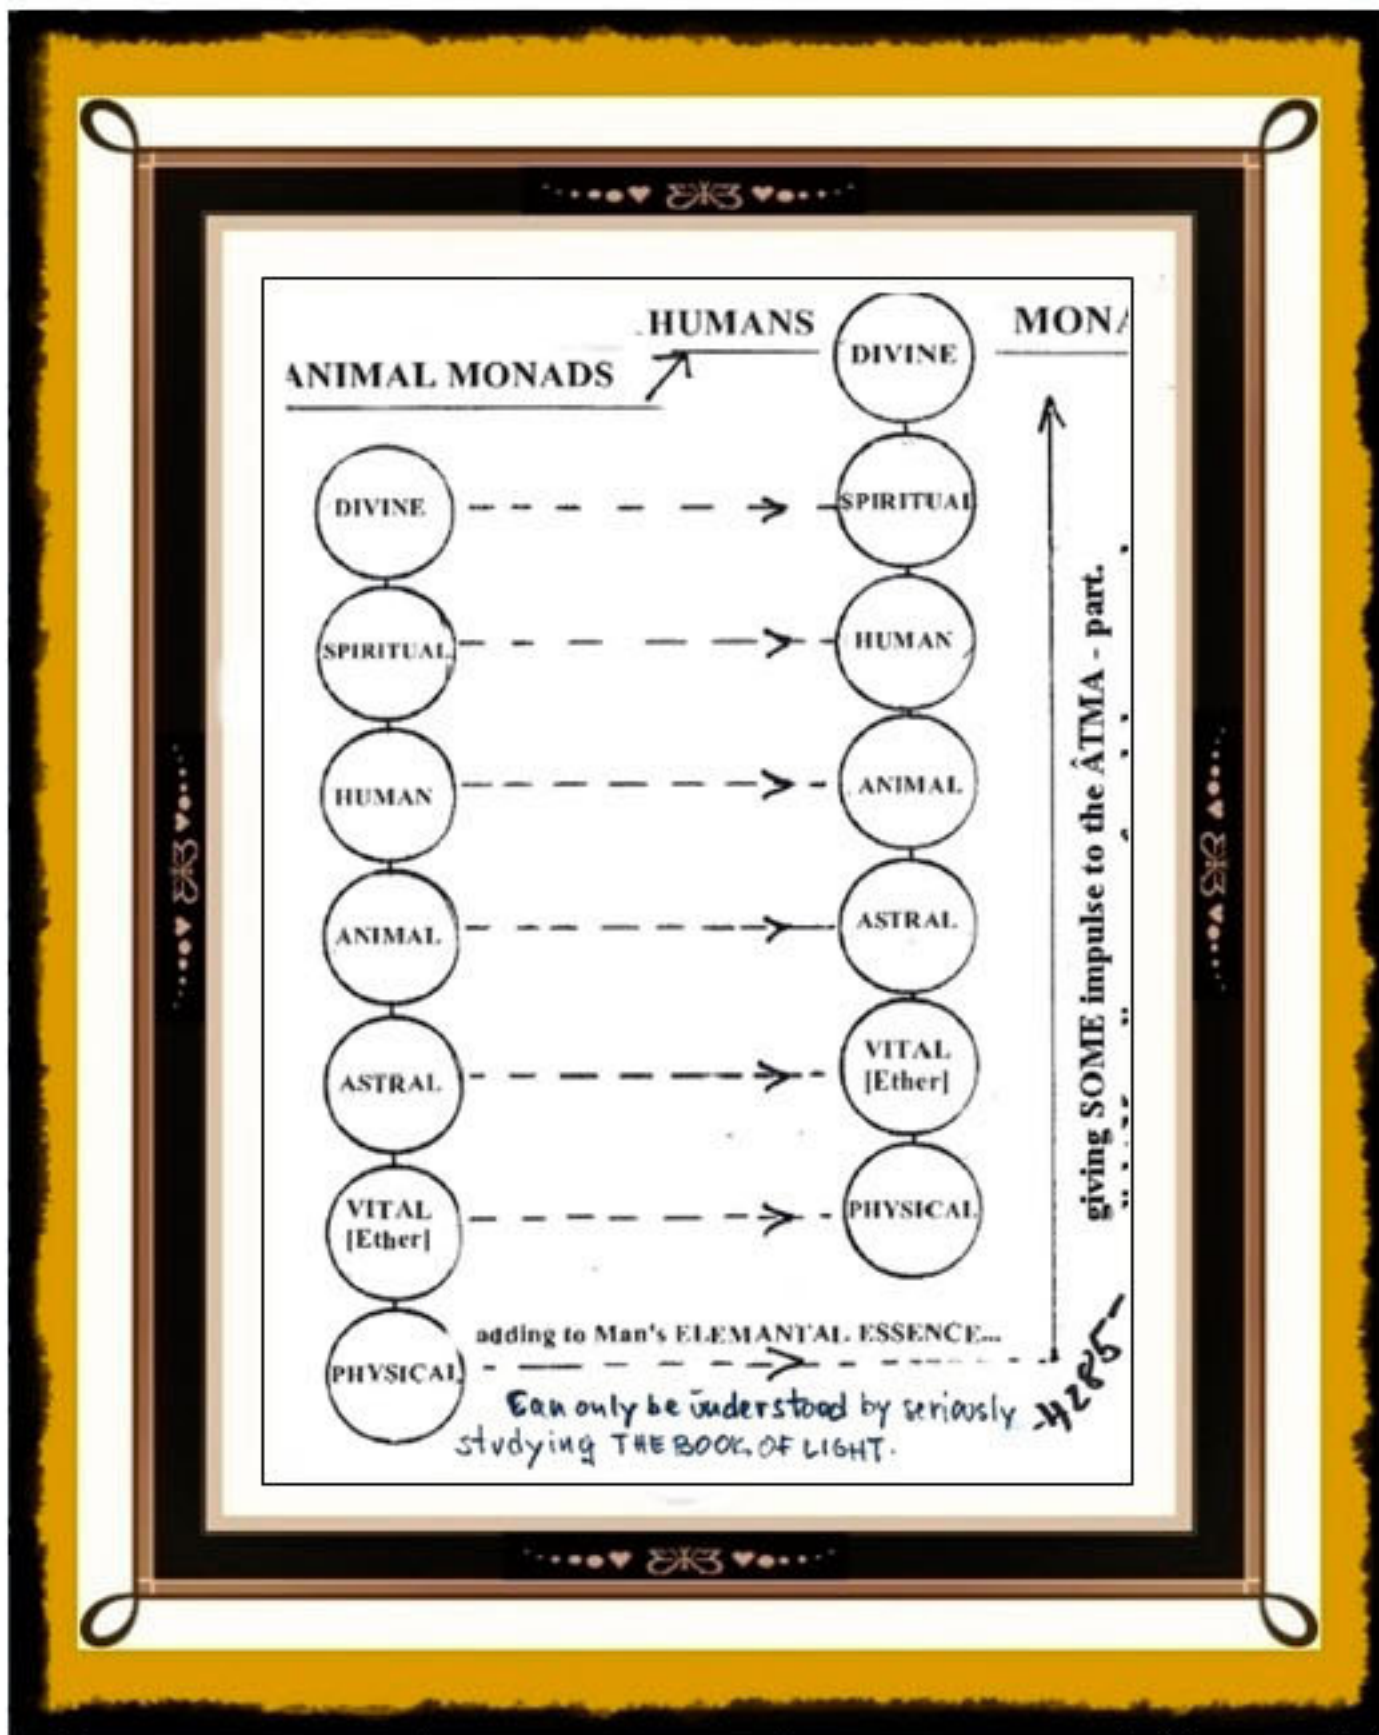 HUMANS
MONA
ANIMAL MONADS
DIVINE
SPIRITUAL
HUMAN
ANIMAL
ASTRAL
VITAL
[Ether]
PHYSICAL
DIVINE
SPIRITUAL
HUMAN
ANIMAL
ASTRAL
VITAL
[Ether]
PHYSICAL
giving SOME impulse to the ÂTMA - part.
adding to Man's ELEMANTAL ESSENCE...
Can only be understood by seriously
studying THE BOOK OF LIGHT.
-4285-